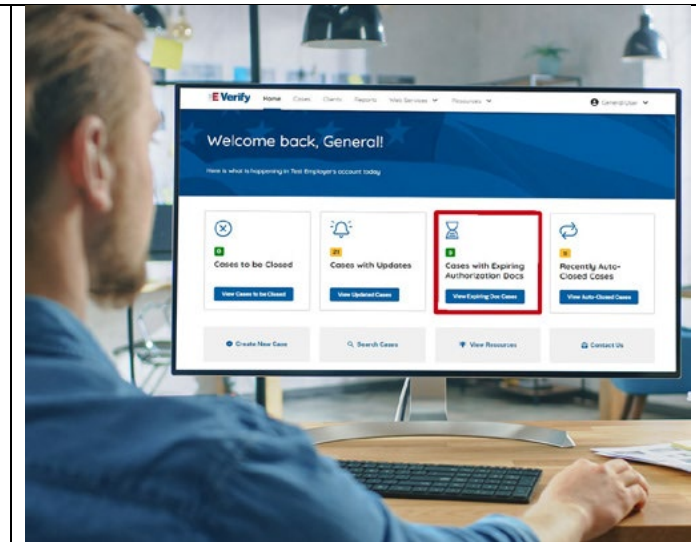 E-Verify Home Cases Clients Reports Web Services Resources General User
Welcome back, General!
Here is what is happening in Test Employer's account today
21
Cases to be Closed
Cases with Updates
Cases with Expiring
Authorization Docs
Recently Auto-
Closed Cases
View Cases to be Closed
View Updated Cases
View Expiring Doc Cases
View Auto-Closed Cases
Create New Case
Search Cases
View Resources
Contact Us